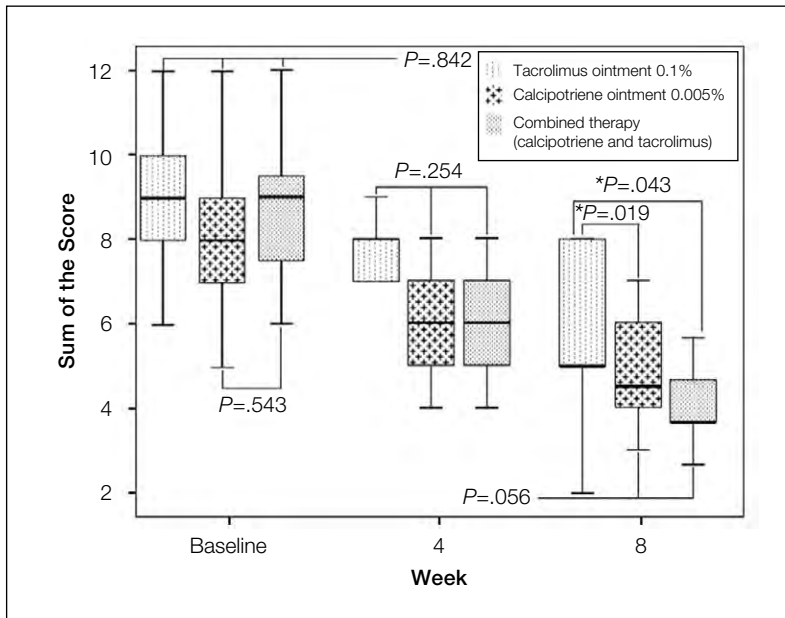 P=.842
Tacrolimus ointment 0.1%
Calcipotriene ointment 0.005%
Combined therapy
(calcipotriene and tacrolimus)
12
10
8
6
4
2
Sum of the Score
P=.254
*P=.043
*P=.019
P=.543
P=.056
Baseline
4
8
Week